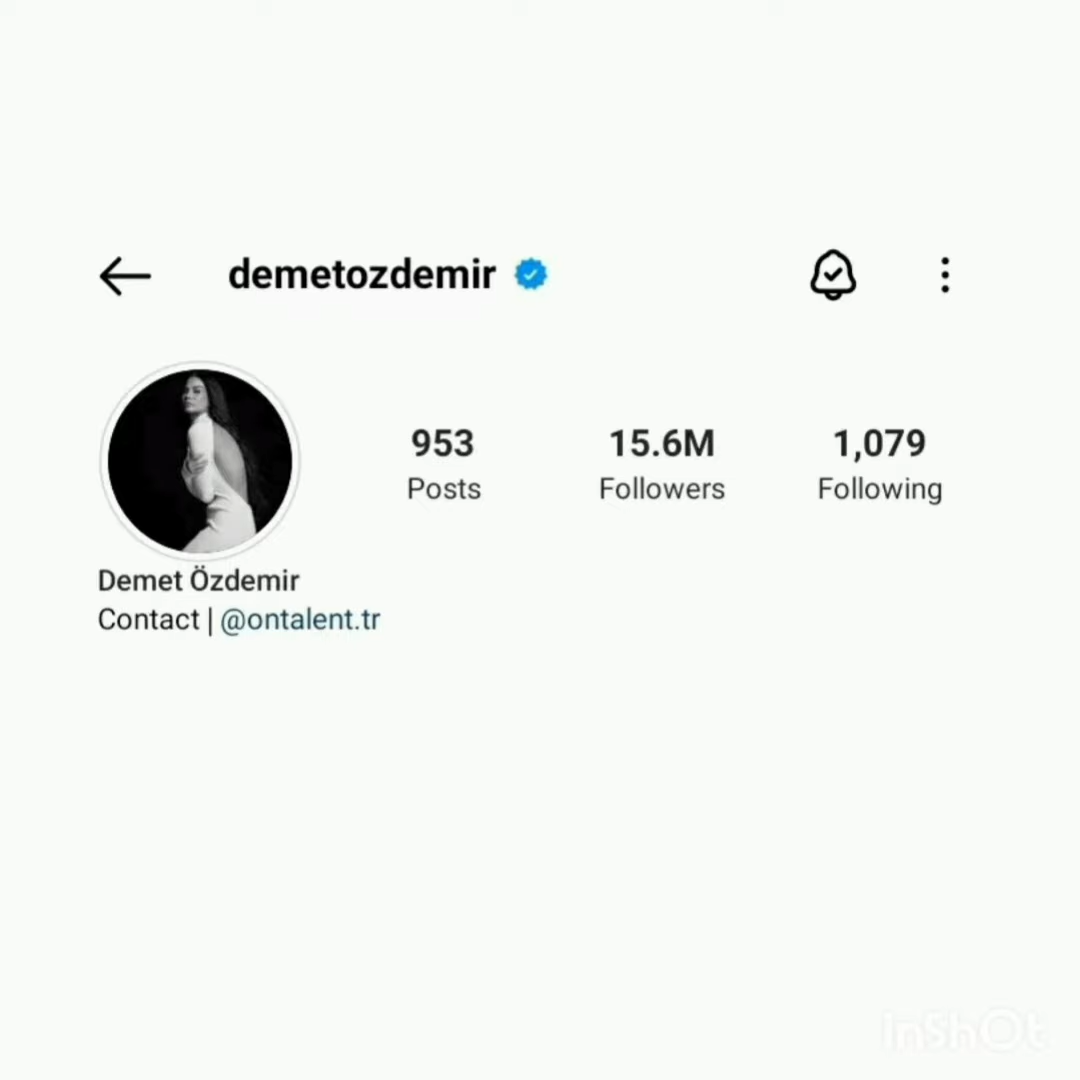 demetozdemir
953 15.6M 1,079
Posts Followers Following
Demet Özdemir
Contact | @ontalent.tr
InShOt